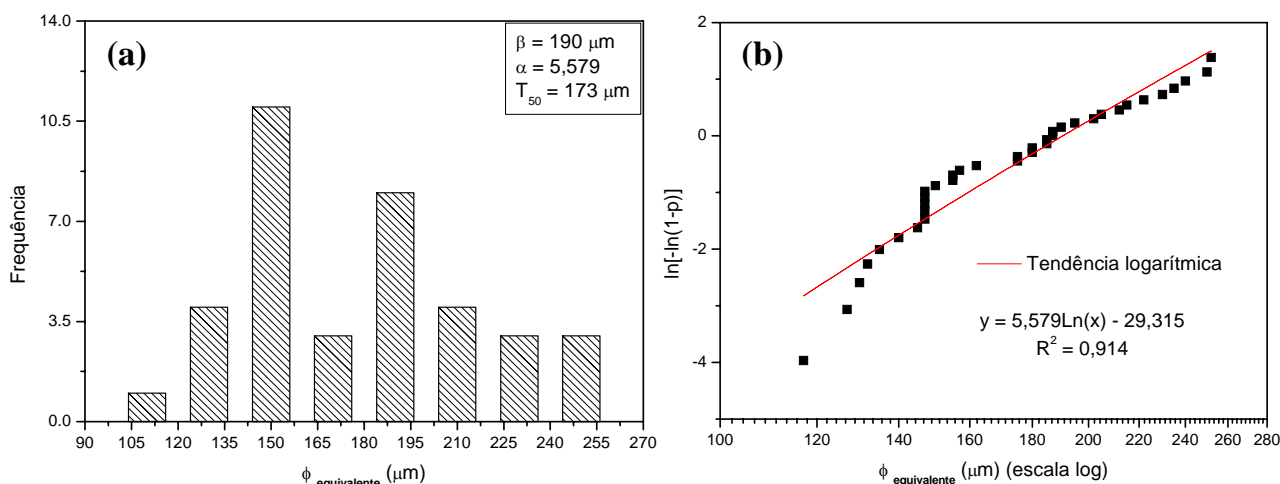 (a)
β = 190 μm
α = 5,579
T50 = 173 μm
14.0
10.5
7.0
3.5
0.0
Frequência
90 105 120 135 150 165 180 195 210 225 240 255 270
ϕ equivalente (μm)
(b)
2
0
-2
-4
ln[-ln(1-p)]
Tendência logarítmica
y = 5,579Ln(x) - 29,315
R² = 0,914
100 120 140 160 180 200 220 240 260 280
ϕ equivalente (μm) (escala log)